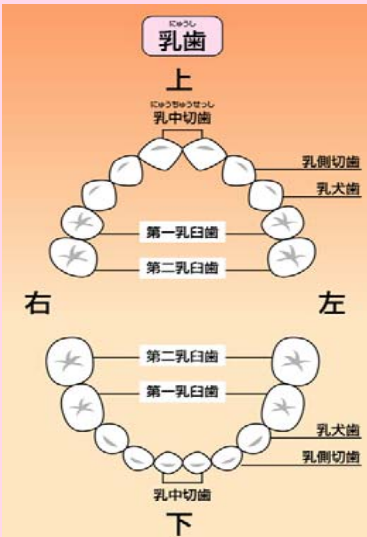 にゅうし
乳歯
上
にゅうちゅうせっし
乳中切歯
乳側切歯
乳犬歯
第一乳臼歯
第二乳臼歯
右
左
第二乳臼歯
第一乳臼歯
乳犬歯
乳側切歯
乳中切歯
下